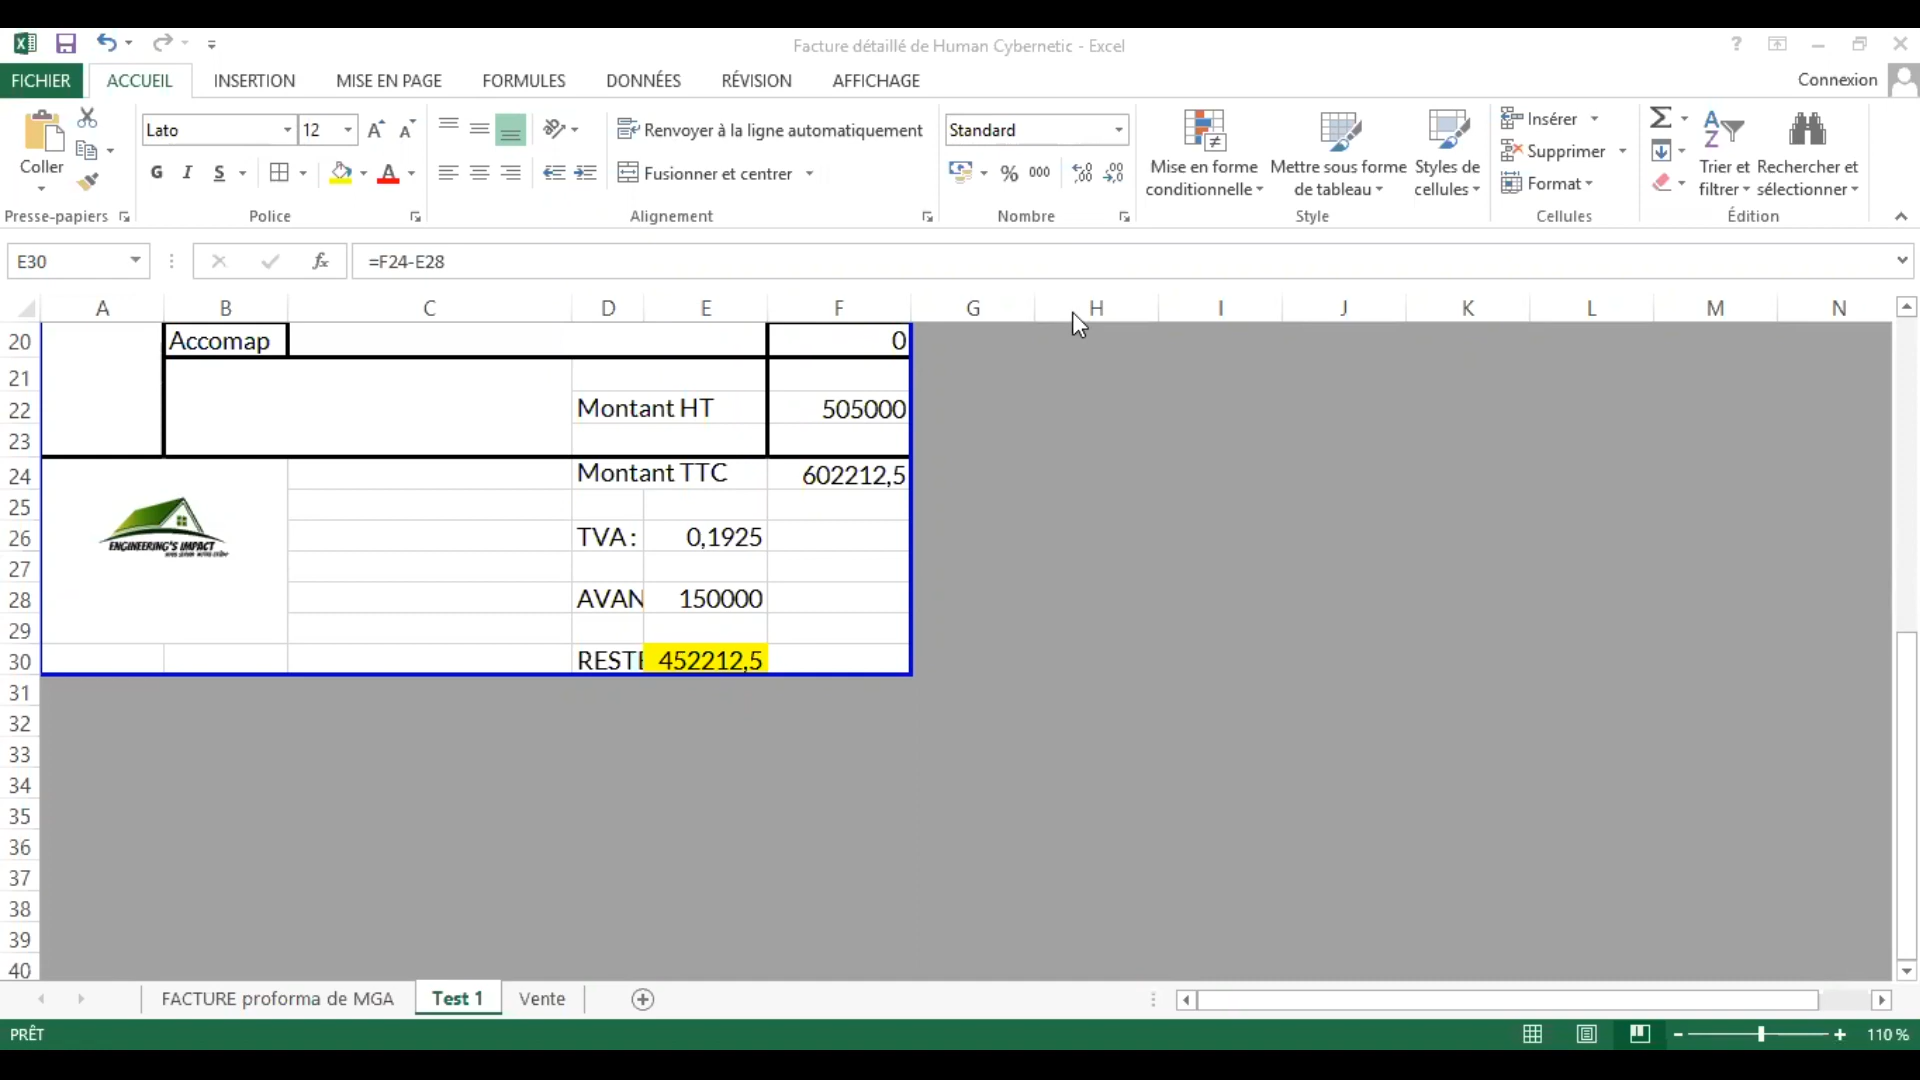 Facture détaillé de Human Cybernetic - Excel
FICHIER ACCUEIL INSERTION MISE EN PAGE FORMULES DONNÉES RÉVISION AFFICHAGE Connexion
Coller
Presse-papiers
Lato 12
G I S
Police
Renvoyer à la ligne automatiquement
Fusionner et centrer
Alignement
Standard
% 000
Nombre
Mise en forme conditionnelle
Mettre sous forme de tableau
Styles de cellules
Style
Insérer
Supprimer
Format
Cellules
Trier et filtrer
Rechercher et sélectionner
Édition
E30 fx =F24-E28
A B C D E F G H I J K L M N
20 Accomap 0
21
22 Montant HT 505000
23
24 Montant TTC 602212,5
25
ENGINEERING'S IMPACT
26 TVA : 0,1925
27
28 AVAN 150000
29
30 RESTE 452212,5
31
32
33
34
35
36
37
38
39
40
FACTURE proforma de MGA Test 1 Vente
PRÊT 110 %